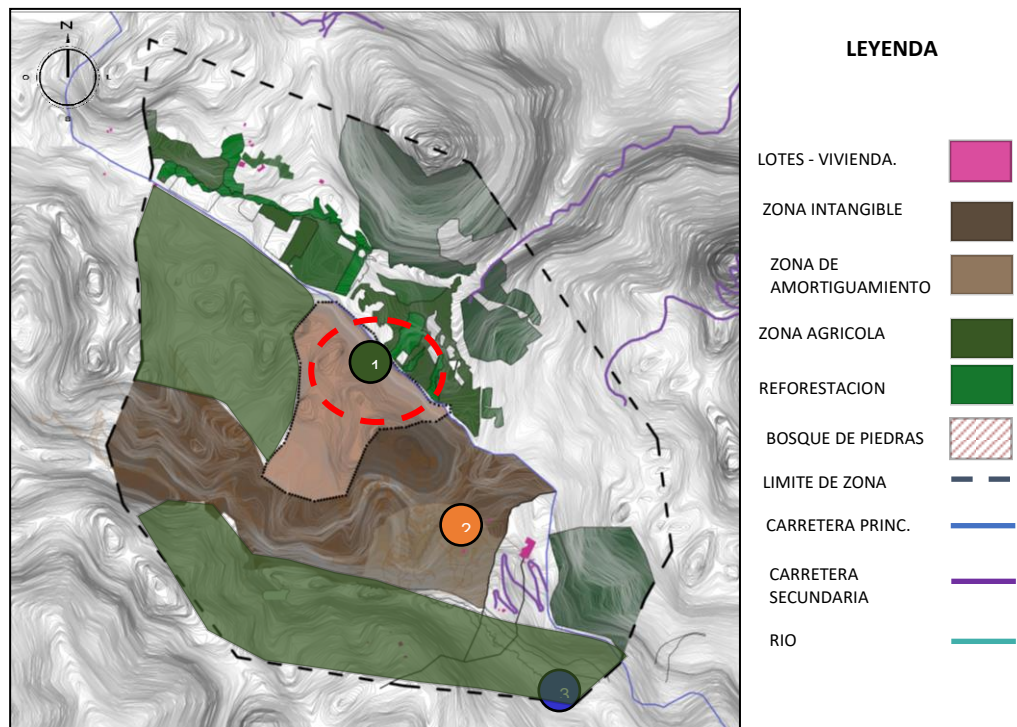 N
O
LEYENDA
LOTES - VIVIENDA.
ZONA INTANGIBLE
ZONA DE
AMORTIGUAMIENTO
ZONA AGRICOLA
REFORESTACION
BOSQUE DE PIEDRAS
LIMITE DE ZONA
CARRETERA PRINC.
CARRETERA
SECUNDARIA
RIO
1
2
3